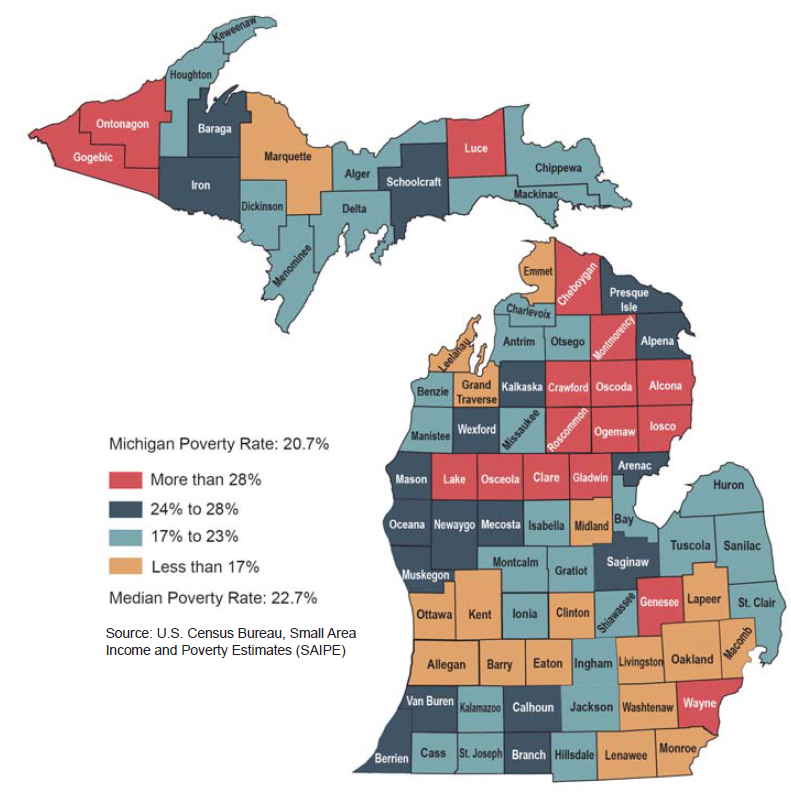 Keweenaw
Houghton
Ontonagon
Baraga
Gogebic
Marquette
Luce
Iron
Alger
Schoolcraft
Chippewa
Mackinac
Dickinson
Delta
Menominee
Emmet
Cheboygan
Presque
Isle
Charlevoix
Antrim
Otsego
Montmorency
Alpena
Leelanau
Benzie
Grand
Traverse
Kalkaska
Crawford
Oscoda
Alcona
Manistee
Wexford
Missaukee
Roscommon
Ogemaw
Iosco
Michigan Poverty Rate: 20.7%
More than 28%
24% to 28%
17% to 23%
Less than 17%
Median Poverty Rate: 22.7%
Source: U.S. Census Bureau, Small Area
Income and Poverty Estimates (SAIPE)
Mason
Lake
Osceola
Clare
Gladwin
Arenac
Huron
Oceana
Newaygo
Mecosta
Isabella
Midland
Bay
Tuscola
Sanilac
Muskegon
Montcalm
Gratiot
Saginaw
Ottawa
Kent
Ionia
Clinton
Shiawassee
Genesee
Lapeer
St. Clair
Allegan
Barry
Eaton
Ingham
Livingston
Oakland
Macomb
Van Buren
Kalamazoo
Calhoun
Jackson
Washtenaw
Wayne
Berrien
Cass
St. Joseph
Branch
Hillsdale
Lenawee
Monroe